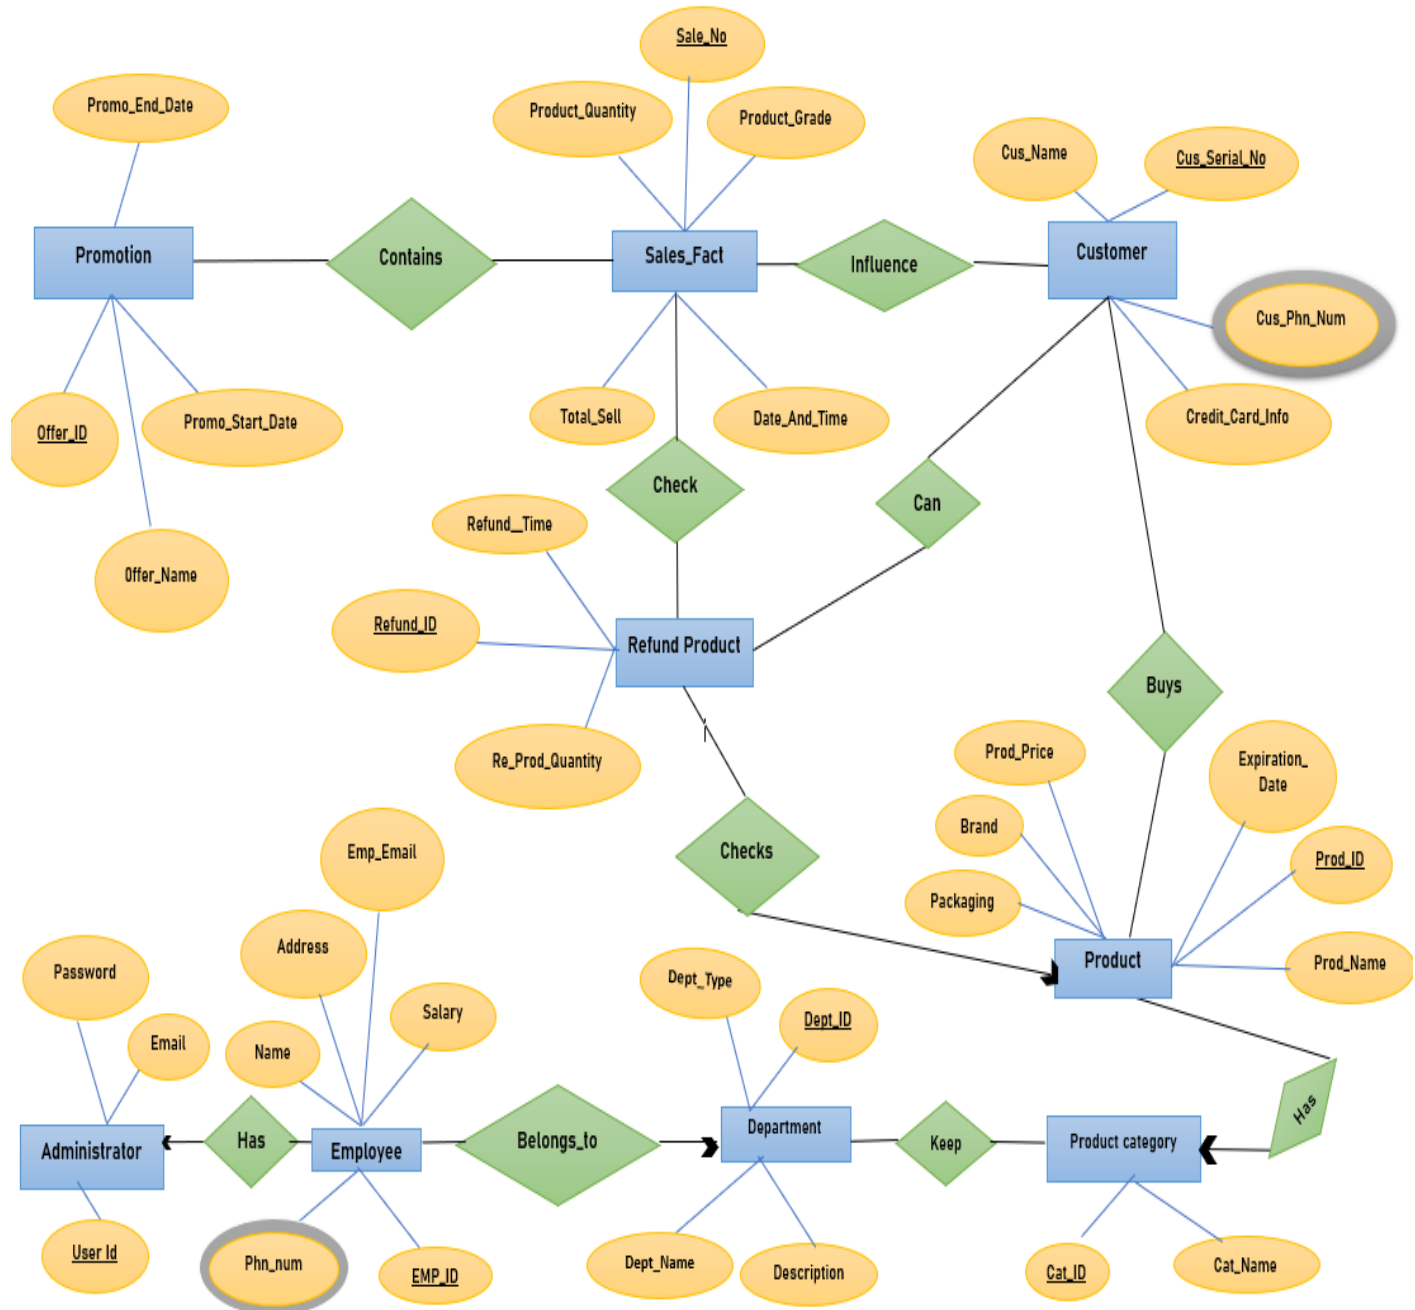 Sale_No
Promo_End_Date
Product_Quantity
Product_Grade
Cus_Name
Cus_Serial_No
Promotion
Contains
Sales_Fact
Influence
Customer
Cus_Phn_Num
Offer_ID
Promo_Start_Date
Total_Sell
Date_And_Time
Credit_Card_Info
Check
Can
Refund__Time
Offer_Name
Refund_ID
Refund Product
Buys
Re_Prod_Quantity
Prod_Price
Expiration_
Date
Brand
Emp_Email
Checks
Prod_ID
Packaging
Address
Password
Dept_Type
Product
Prod_Name
Salary
Dept_ID
Email
Name
Has
Administrator
Has
Employee
Belongs_to
Department
Keep
Product category
User Id
Phn_num
EMP_ID
Dept_Name
Description
Cat_ID
Cat_Name